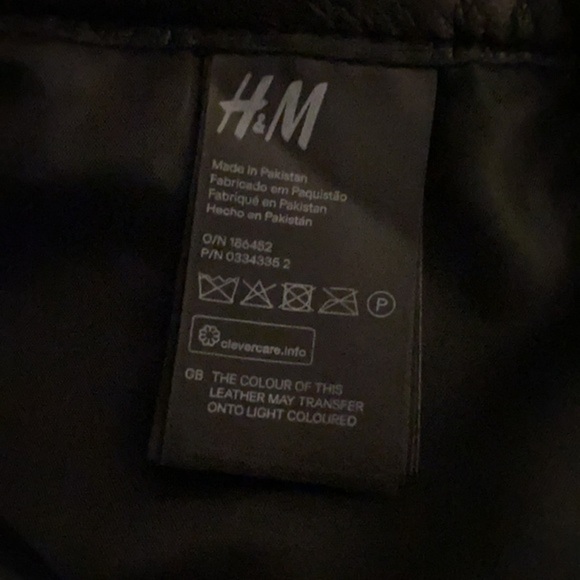 H&M
Made in Pakistan
Fabricado em Paquistão
Fabriqué en Pakistan
Hecho en Pakistán
O/N 186482
P/N 0334335 2
P
clevercare.info
GB THE COLOUR OF THIS
LEATHER MAY TRANSFER
ONTO LIGHT COLOURED